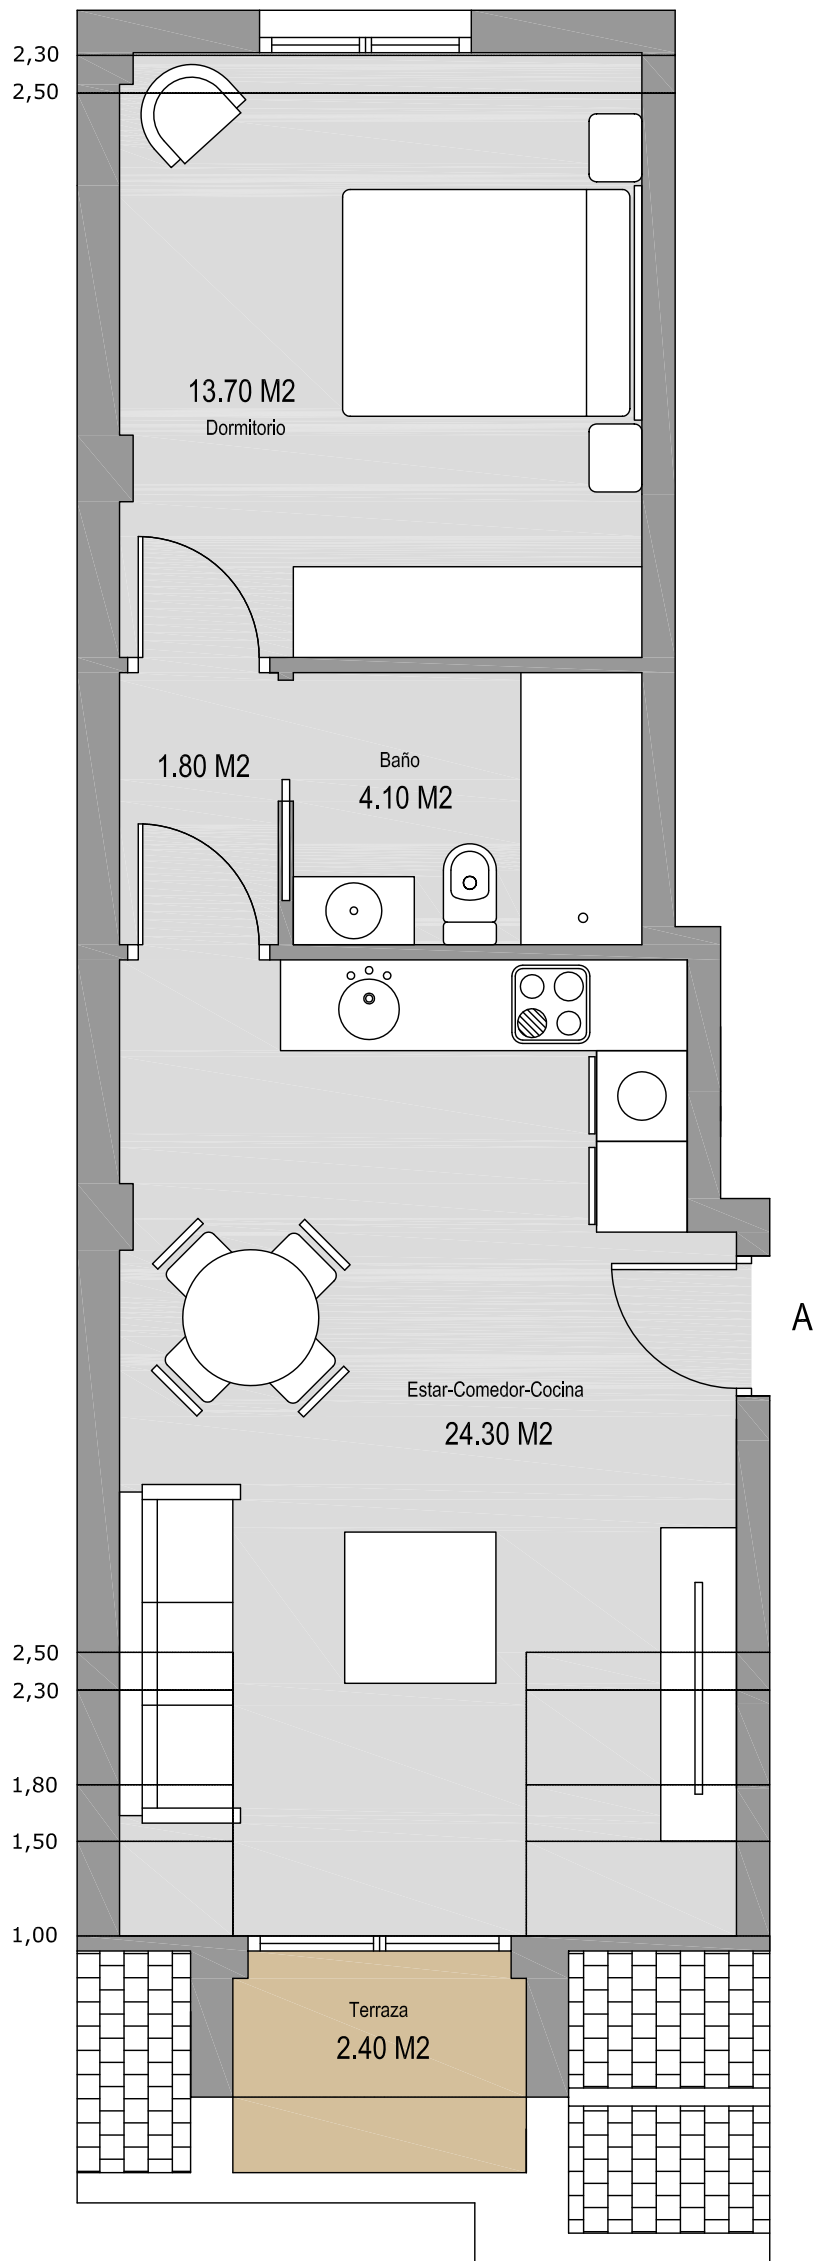 2,30
2,50
13.70 M2
Dormitorio
1.80 M2
Baño
4.10 M2
A
Estar-Comedor-Cocina
24.30 M2
2,50
2,30
1,80
1,50
1,00
Terraza
2.40 M2